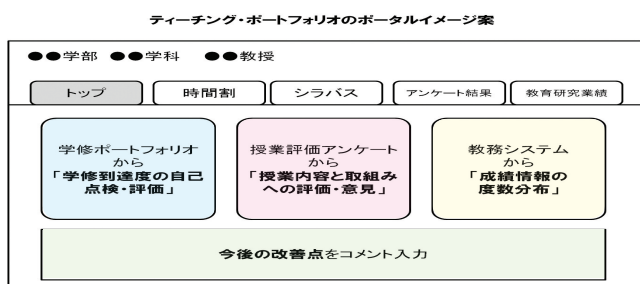 ティーチング・ポートフォリオのポータルイメージ案
●●学部 ●●学科 ●●教授
トップ 時間割 シラバス アンケート結果 教育研究業績
学修ポートフォリオ
から
「学修到達度の自己
点検・評価」
授業評価アンケート
から
「授業内容と取組み
への評価・意見」
教務システム
から
「成績情報の
度数分布」
今後の改善点をコメント入力